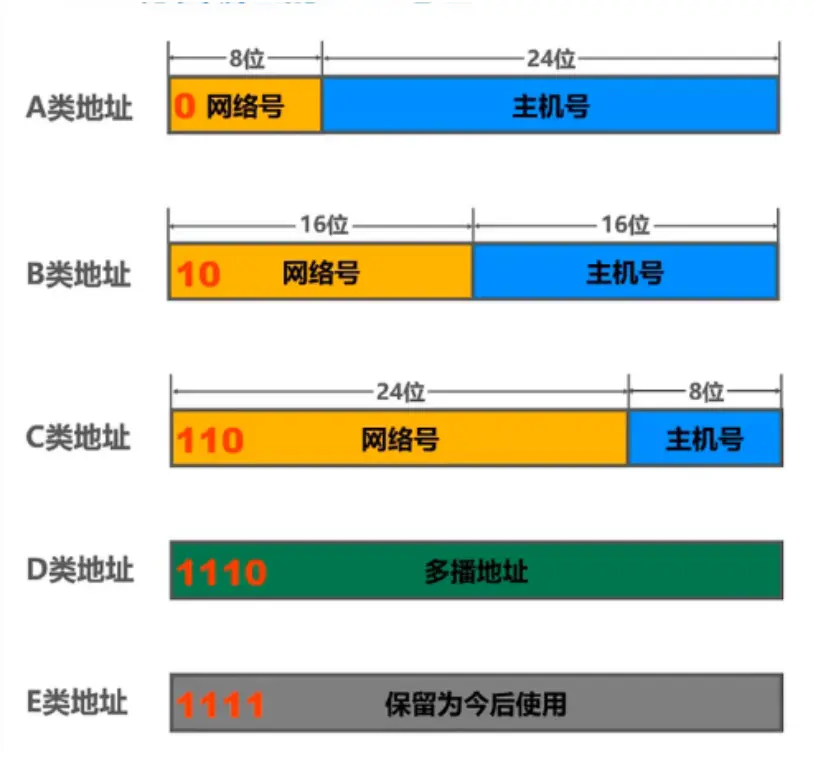 8位 24位
A类地址 0 网络号 主机号
16位 16位
B类地址 10 网络号 主机号
24位 8位
C类地址 110 网络号 主机号
D类地址 1110 多播地址
E类地址 1111 保留为今后使用